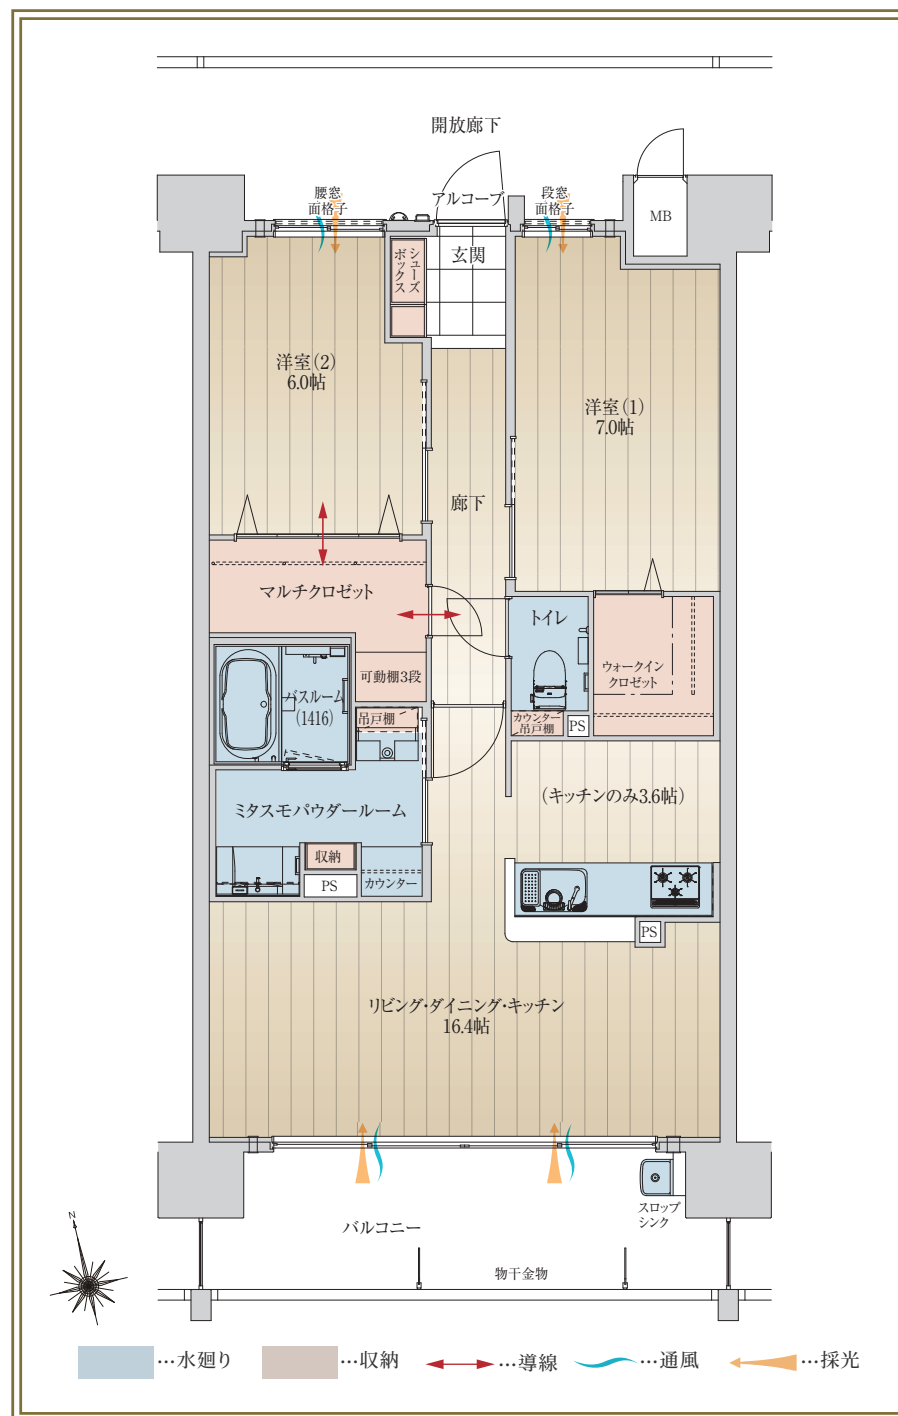 開放廊下
腰窓
面格子
アルコーブ
段窓
面格子
MB
シューズ
ボックス
玄関
洋室(2)
6.0帖
洋室(1)
7.0帖
廊下
マルチクロゼット
トイレ
ウォークイン
クロゼット
可動棚3段
バスルーム
(1416)
吊戸棚
カウンター
吊戸棚
PS
(キッチンのみ3.6帖)
ミタスモパウダールーム
収納
PS
カウンター
PS
リビング・ダイニング・キッチン
16.4帖
スロップ
シンク
バルコニー
N
物干金物
…水廻り
…収納
…導線
…通風
…採光